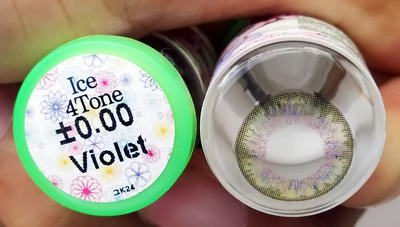 Ice
4Tone
±0.00
Violet
JK24